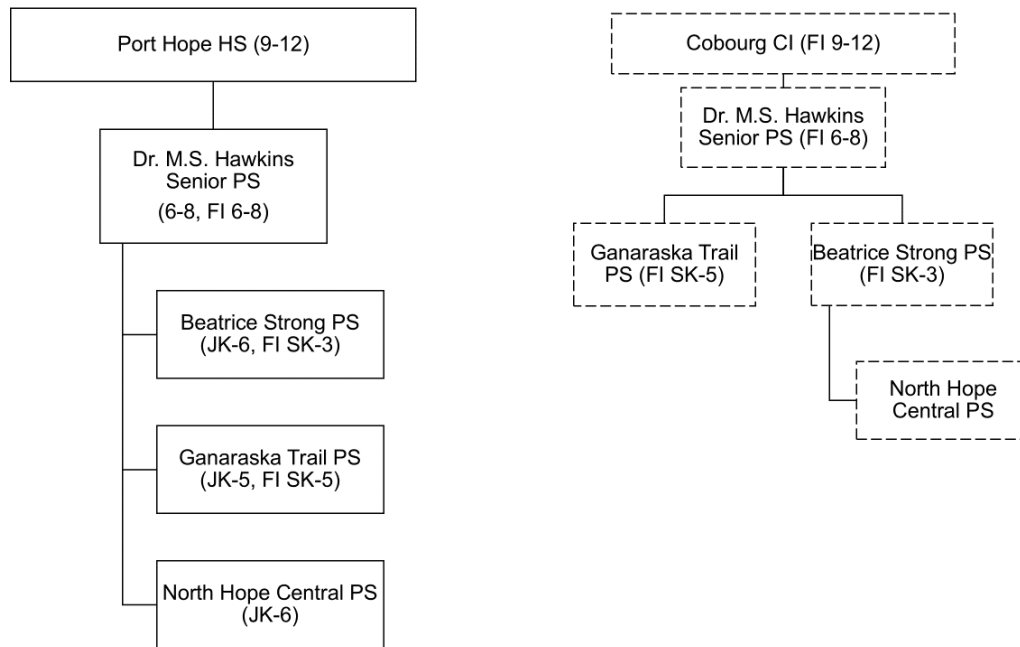 Port Hope HS (9-12)
Dr. M.S. Hawkins
Senior PS
(6-8, FI 6-8)
Beatrice Strong PS
(JK-6, FI SK-3)
Ganaraska Trail PS
(JK-5, FI SK-5)
North Hope Central PS
(JK-6)
Cobourg CI (FI 9-12)
Dr. M.S. Hawkins
Senior PS (FI 6-8)
Ganaraska Trail
PS (FI SK-5)
Beatrice Strong PS
(FI SK-3)
North Hope
Central PS